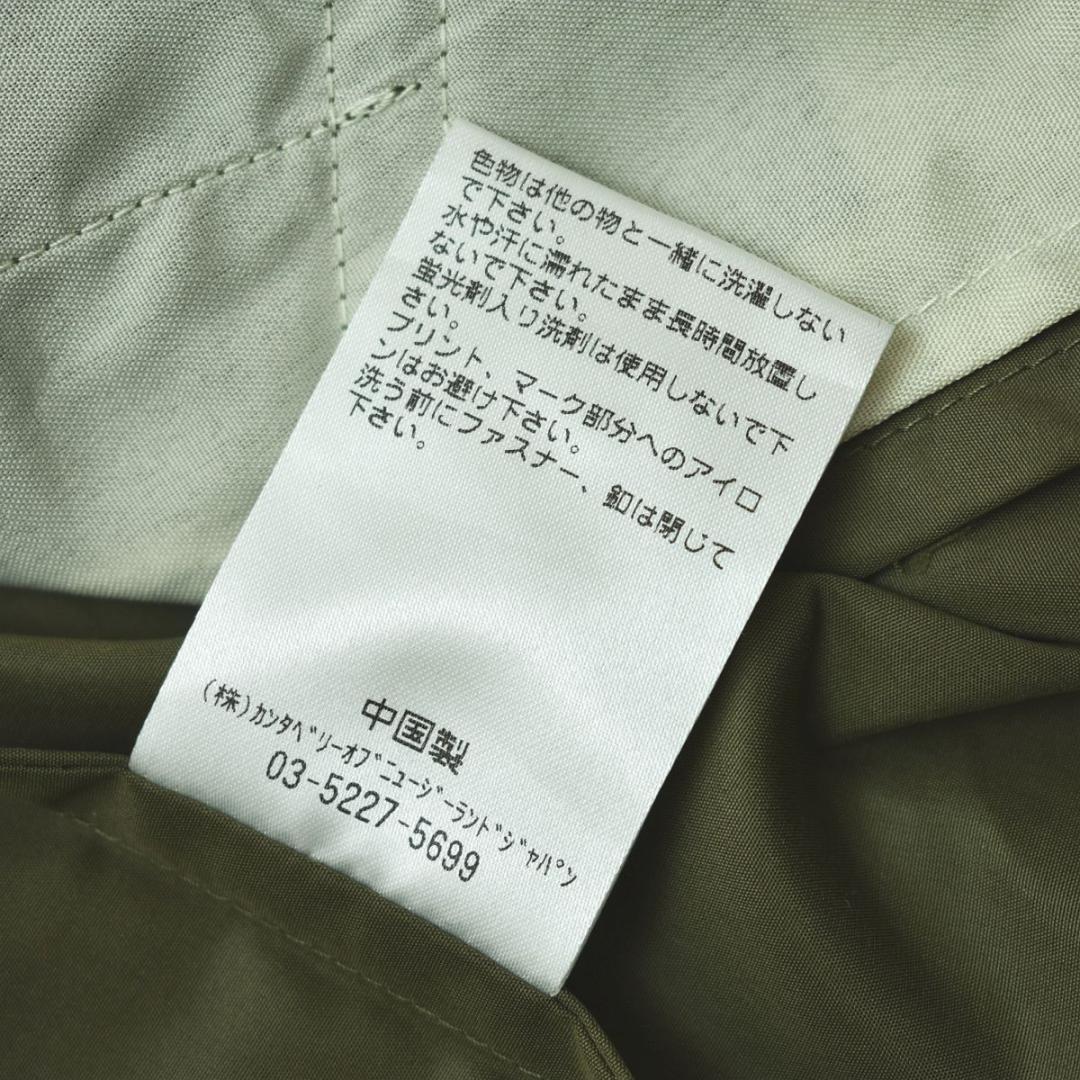 色物は他の物と一緒に洗濯しない
で下さい。
水や汗に濡れたまま長時間放置し
ないで下さい。
蛍光剤入り洗剤は使用しないで下
さい。
プリント、マーク部分へのアイロ
ンはお避け下さい。
洗う前にファスナー、釦は閉じて
下さい。
中国製
(株)ｶﾝﾀﾍﾞﾘｰｵﾌﾞﾆｭｰｼﾞｰﾗﾝﾄﾞｼﾞｬﾊﾟﾝ
03-5227-5699